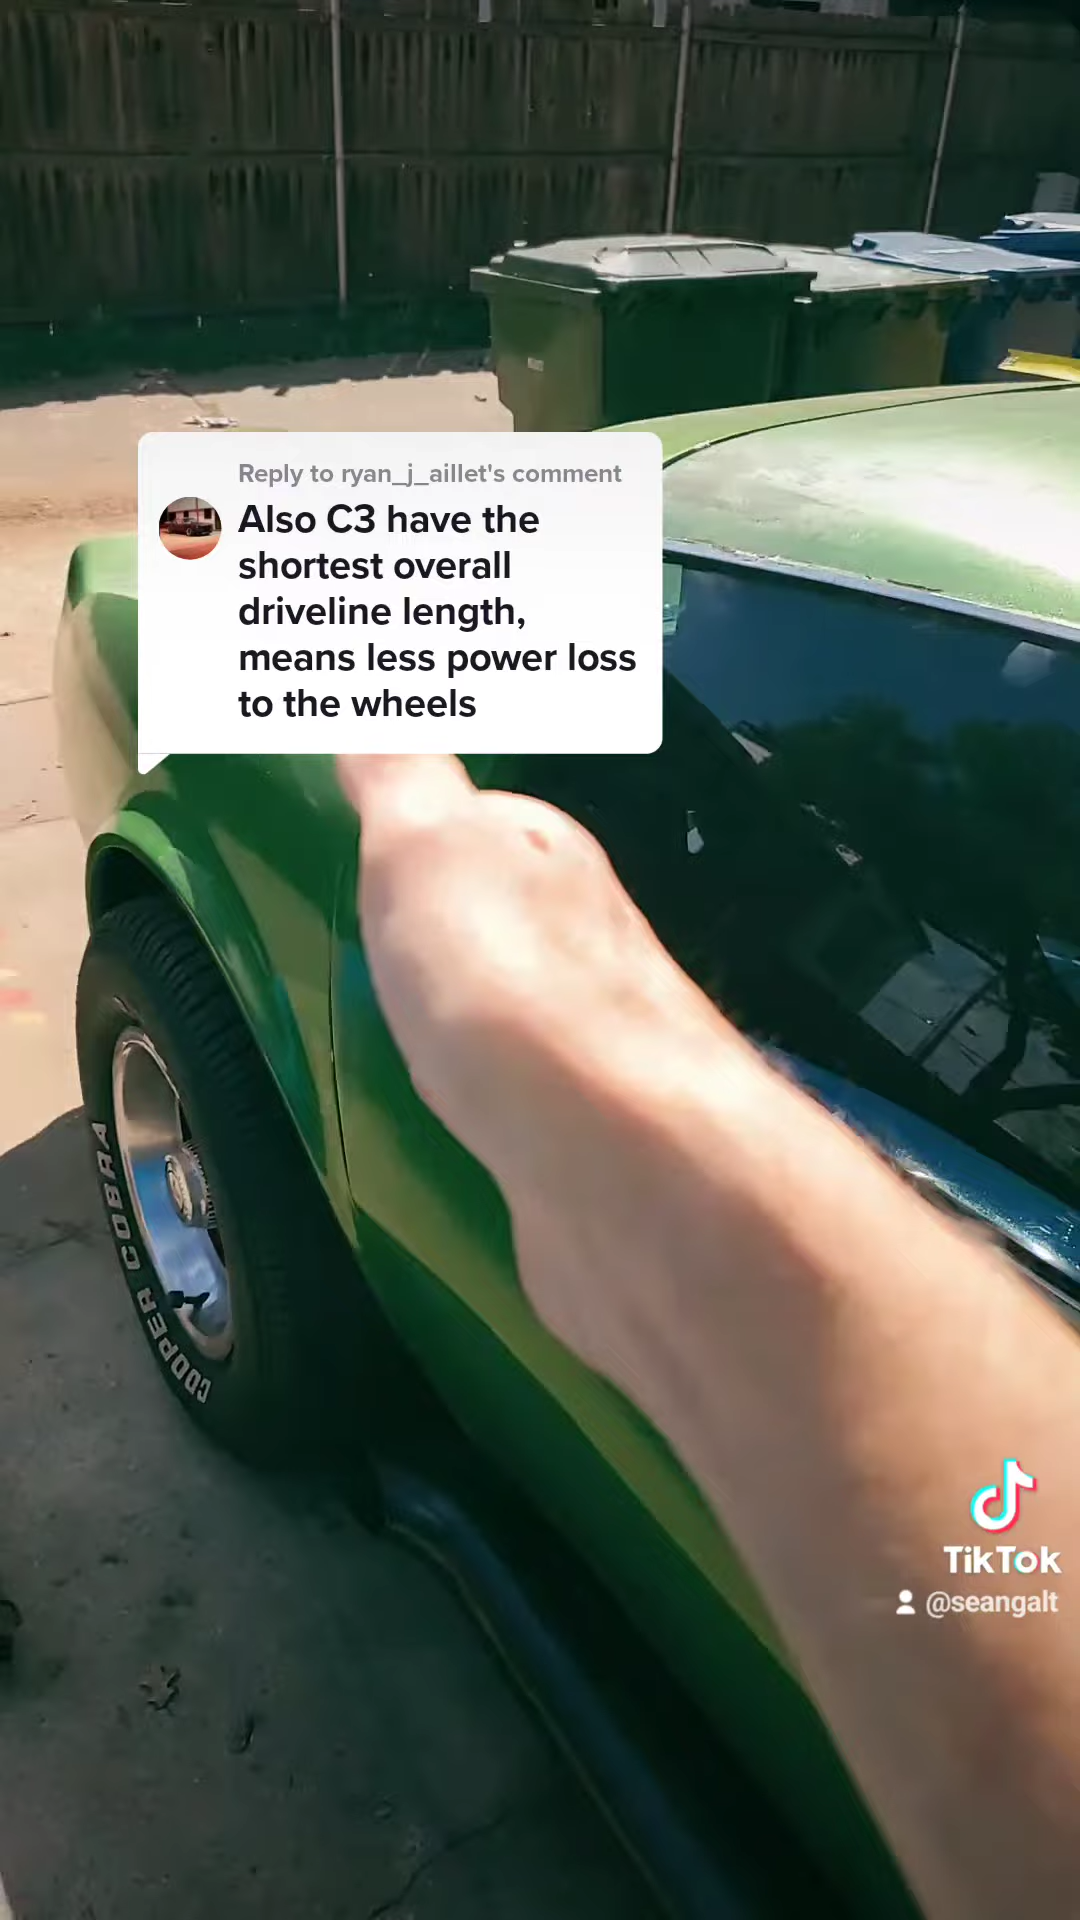 Reply to ryan_j_aillet's comment
Also C3 have the
shortest overall
driveline length,
means less power loss
to the wheels
COOPER COBRA
TikTok
@seangalt